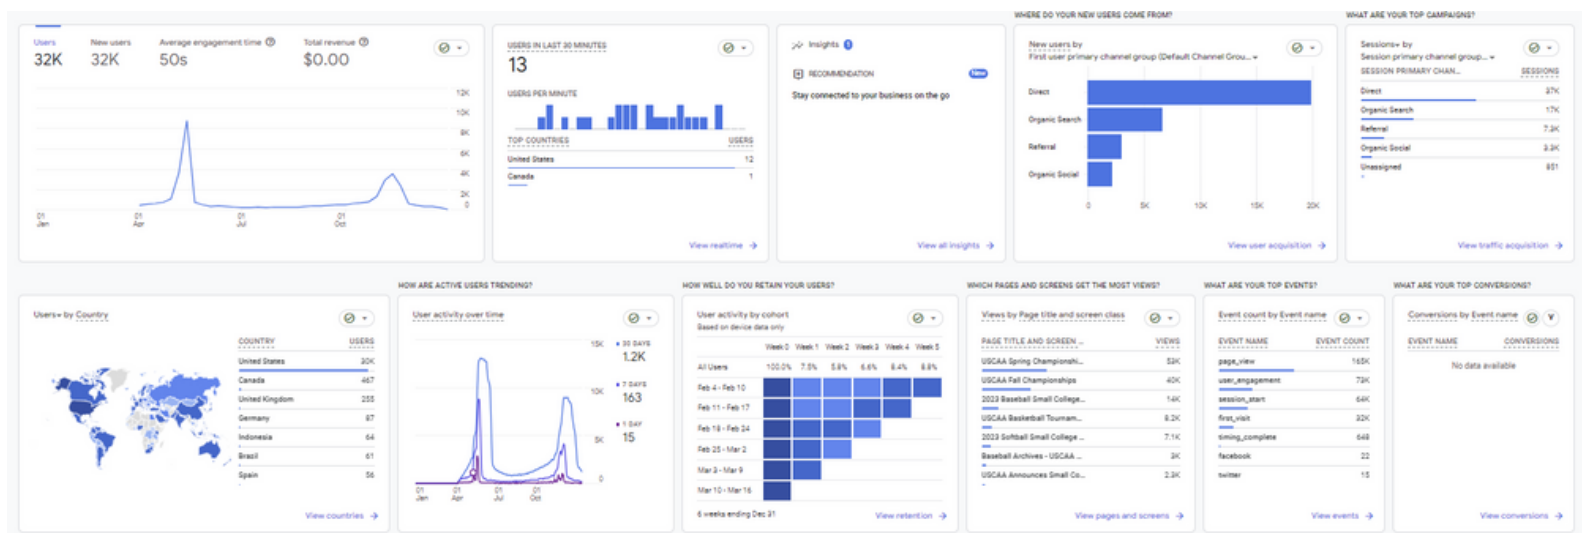 WHERE DO YOUR NEW USERS COME FROM?
WHAT ARE YOUR TOP CAMPAIGNS?
Users
New users
Average engagement time
Total revenue
32K
32K
50s
$0.00
12K
10K
8K
6K
4K
2K
0
01 Jan
01 Apr
01 Jul
01 Oct
USERS IN LAST 30 MINUTES
13
USERS PER MINUTE
TOP COUNTRIES
USERS
United States
12
Canada
1
View realtime
Insights 1
RECOMMENDATION
New
Stay connected to your business on the go
View all insights
New users by
First user primary channel group (Default Channel Grou...
Direct
Organic Search
Referral
Organic Social
0
5K
10K
15K
20K
View user acquisition
Sessions by
Session primary channel group...
SESSION PRIMARY CHAN...
SESSIONS
Direct
37K
Organic Search
17K
Referral
7.3K
Organic Social
3.3K
Unassigned
851
View traffic acquisition
HOW ARE ACTIVE USERS TRENDING?
HOW WELL DO YOU RETAIN YOUR USERS?
WHICH PAGES AND SCREENS GET THE MOST VIEWS?
WHAT ARE YOUR TOP EVENTS?
WHAT ARE YOUR TOP CONVERSIONS?
Users by Country
COUNTRY
USERS
United States
30K
Canada
467
United Kingdom
255
Germany
87
Indonesia
64
Brazil
61
Spain
56
View countries
User activity over time
15K
10K
5K
0
01 Jan
01 Apr
01 Jul
01 Oct
30 DAYS
1.2K
7 DAYS
163
1 DAY
15
User activity by cohort
Based on device data only
Week 0 Week 1 Week 2 Week 3 Week 4 Week 5
All Users 100.0% 7.5% 5.8% 6.6% 8.4% 8.8%
Feb 4 - Feb 10
Feb 11 - Feb 17
Feb 18 - Feb 24
Feb 25 - Mar 2
Mar 3 - Mar 9
Mar 10 - Mar 16
6 weeks ending Dec 31
View retention
Views by Page title and screen class
PAGE TITLE AND SCREEN ...
VIEWS
USCAA Spring Championshi...
53K
USCAA Fall Championships
40K
2023 Baseball Small College...
14K
USCAA Basketball Tournam...
8.2K
2023 Softball Small College ...
7.1K
Baseball Archives - USCAA ...
3K
USCAA Announces Small Co...
2.3K
View pages and screens
Event count by Event name
EVENT NAME
EVENT COUNT
page_view
165K
user_engagement
73K
session_start
64K
first_visit
32K
timing_complete
648
facebook
22
twitter
15
View events
Conversions by Event name
EVENT NAME
CONVERSIONS
No data available
View conversions